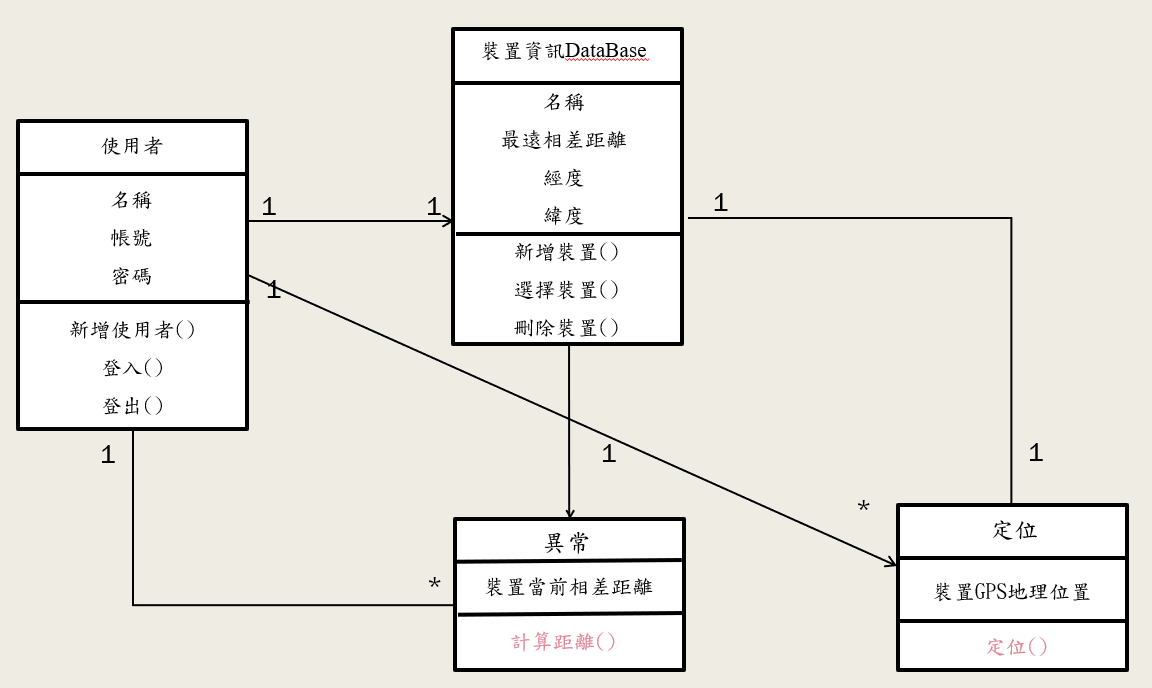 裝置資訊DataBase
名稱
最遠相差距離
經度
緯度
新增裝置()
選擇裝置()
刪除裝置()
使用者
名稱
帳號
密碼
新增使用者()
登入()
登出()
1
1
1
1
1
1
1
*
*
異常
裝置當前相差距離
計算距離()
定位
裝置GPS地理位置
定位()